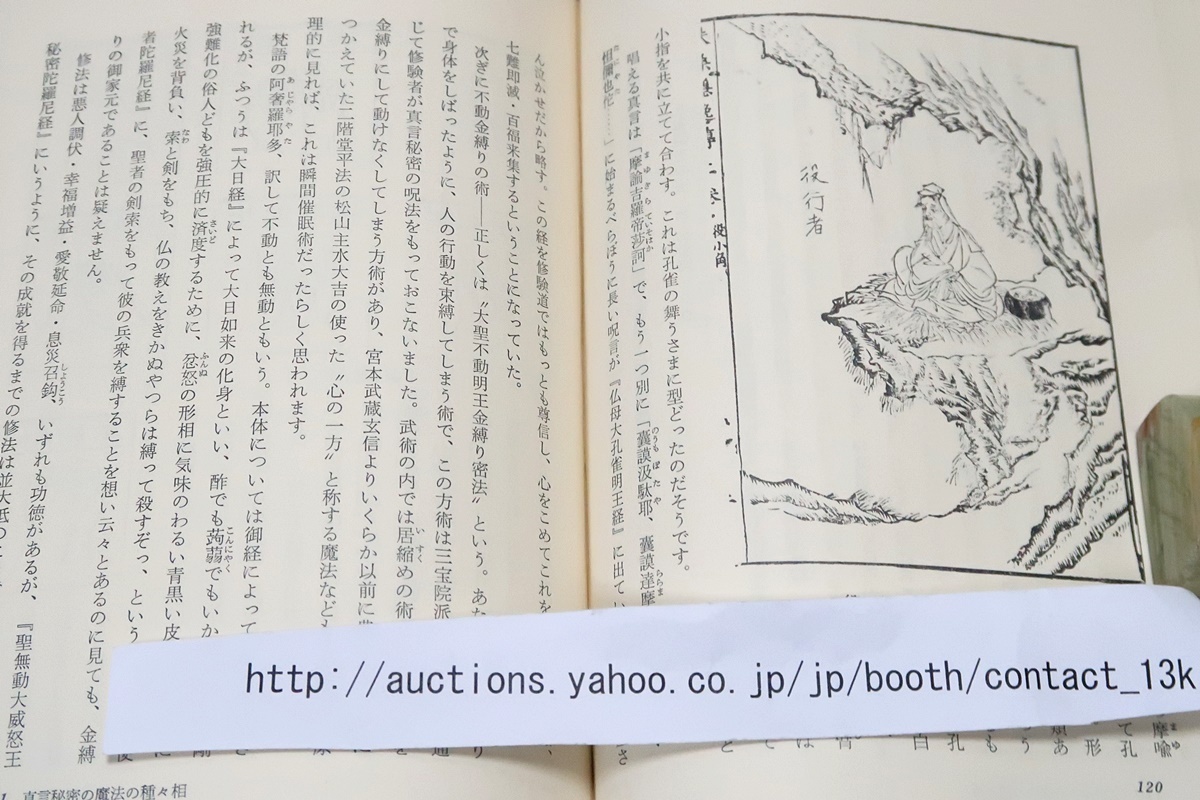 役行者
小指を共に立てて合わす。これは孔雀の舞うさまに型どったのだそうです。
唱える真言は「摩諭吉羅帝莎訶」で、もう一つ別に「囊謨汲駄耶、囊謨達摩
に始まるべらぼうに長い呪言が『仏母大孔雀明王経』に出てい
120
ん泣かせだから略す。この経を修験道ではもっとも尊信し、心をこめてこれを
七難即滅・百福来集するということになっていた。
次ぎに不動金縛りの術――正しくは〝大聖不動明王金縛り密法〟という。あた
で身体をしばったように、人の行動を束縛してしまう術で、この方術は三宝院派
じて修験者が真言秘密の呪法をもっておこないました。武術の内では居縮めの術
金縛りにして動けなくしてしまう方術があり、宮本武蔵玄信よりいくらか以前に
つかえていた二階堂平法の松山主水大吉の使った〝心の一方〟と称する魔法なども
理的に見れば、これは瞬間催眠術だったらしく思われます。
梵語の阿奢羅耶多、訳して不動とも無動ともいう。本体については御経によって
れるが、ふつうは『大日経』によって大日如来の化身といい、酢でも蒟蒻でもいか
強難化の俗人どもを強圧的に済度するために、忿怒の形相に気味のわるい青黒い皮
火災を背負い、索と剣をもち、仏の教えをきかぬやつらは縛って殺すぞっ、という
者陀羅尼経』に、聖者の剣索をもって彼の兵衆を縛することを想い云々とあるのに見ても、金縛
りの御家元であることは疑えません。
修法は悪人調伏・幸福増益・愛敬延命・息災召鈎、いずれも功徳があるが、『聖無動大威怒王
秘密陀羅尼経』にいうように、その成就を得るまでの修法は並大抵の
真言秘密の魔法の種々相
http://auctions.yahoo.co.jp/jp/booth/contact_13k